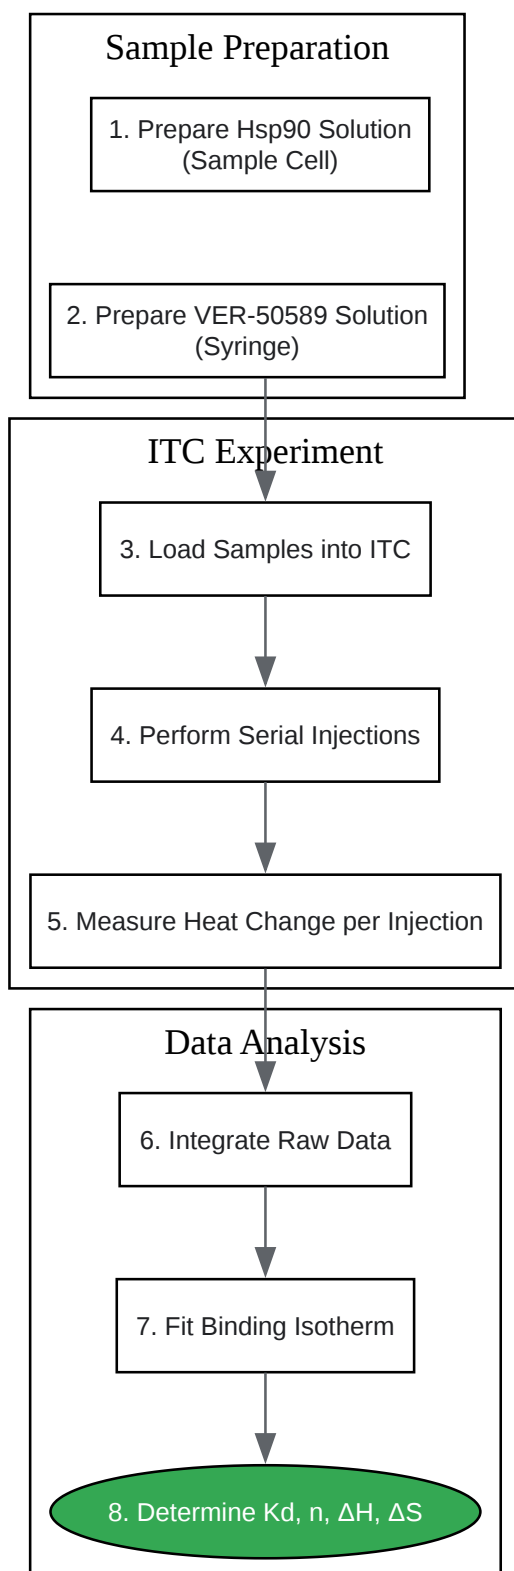 Sample Preparation
1. Prepare Hsp90 Solution
(Sample Cell)
2. Prepare VER-50589 Solution
(Syringe)
ITC Experiment
3. Load Samples into ITC
4. Perform Serial Injections
5. Measure Heat Change per Injection
Data Analysis
6. Integrate Raw Data
7. Fit Binding Isotherm
8. Determine Kd, n, ΔH, ΔS